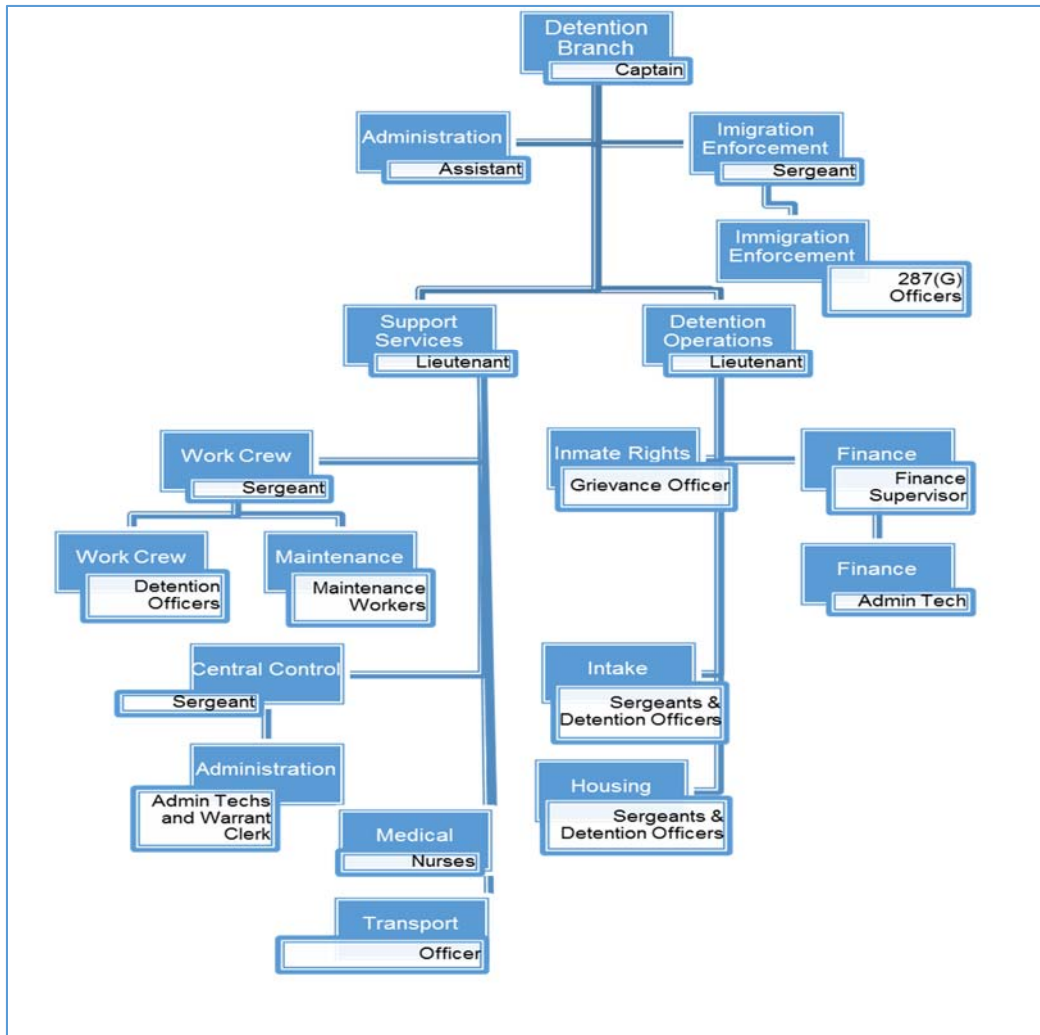 Detention
Branch
Captain
Administration
Assistant
Imigration
Enforcement
Sergeant
Immigration
Enforcement
287(G)
Officers
Support
Services
Lieutenant
Detention
Operations
Lieutenant
Work Crew
Sergeant
Work Crew
Detention
Officers
Maintenance
Maintenance
Workers
Central Control
Sergeant
Administration
Admin Techs
and Warrant
Clerk
Medical
Nurses
Transport
Officer
Inmate Rights
Grievance Officer
Finance
Finance
Supervisor
Finance
Admin Tech
Intake
Sergeants &
Detention Officers
Housing
Sergeants &
Detention Officers